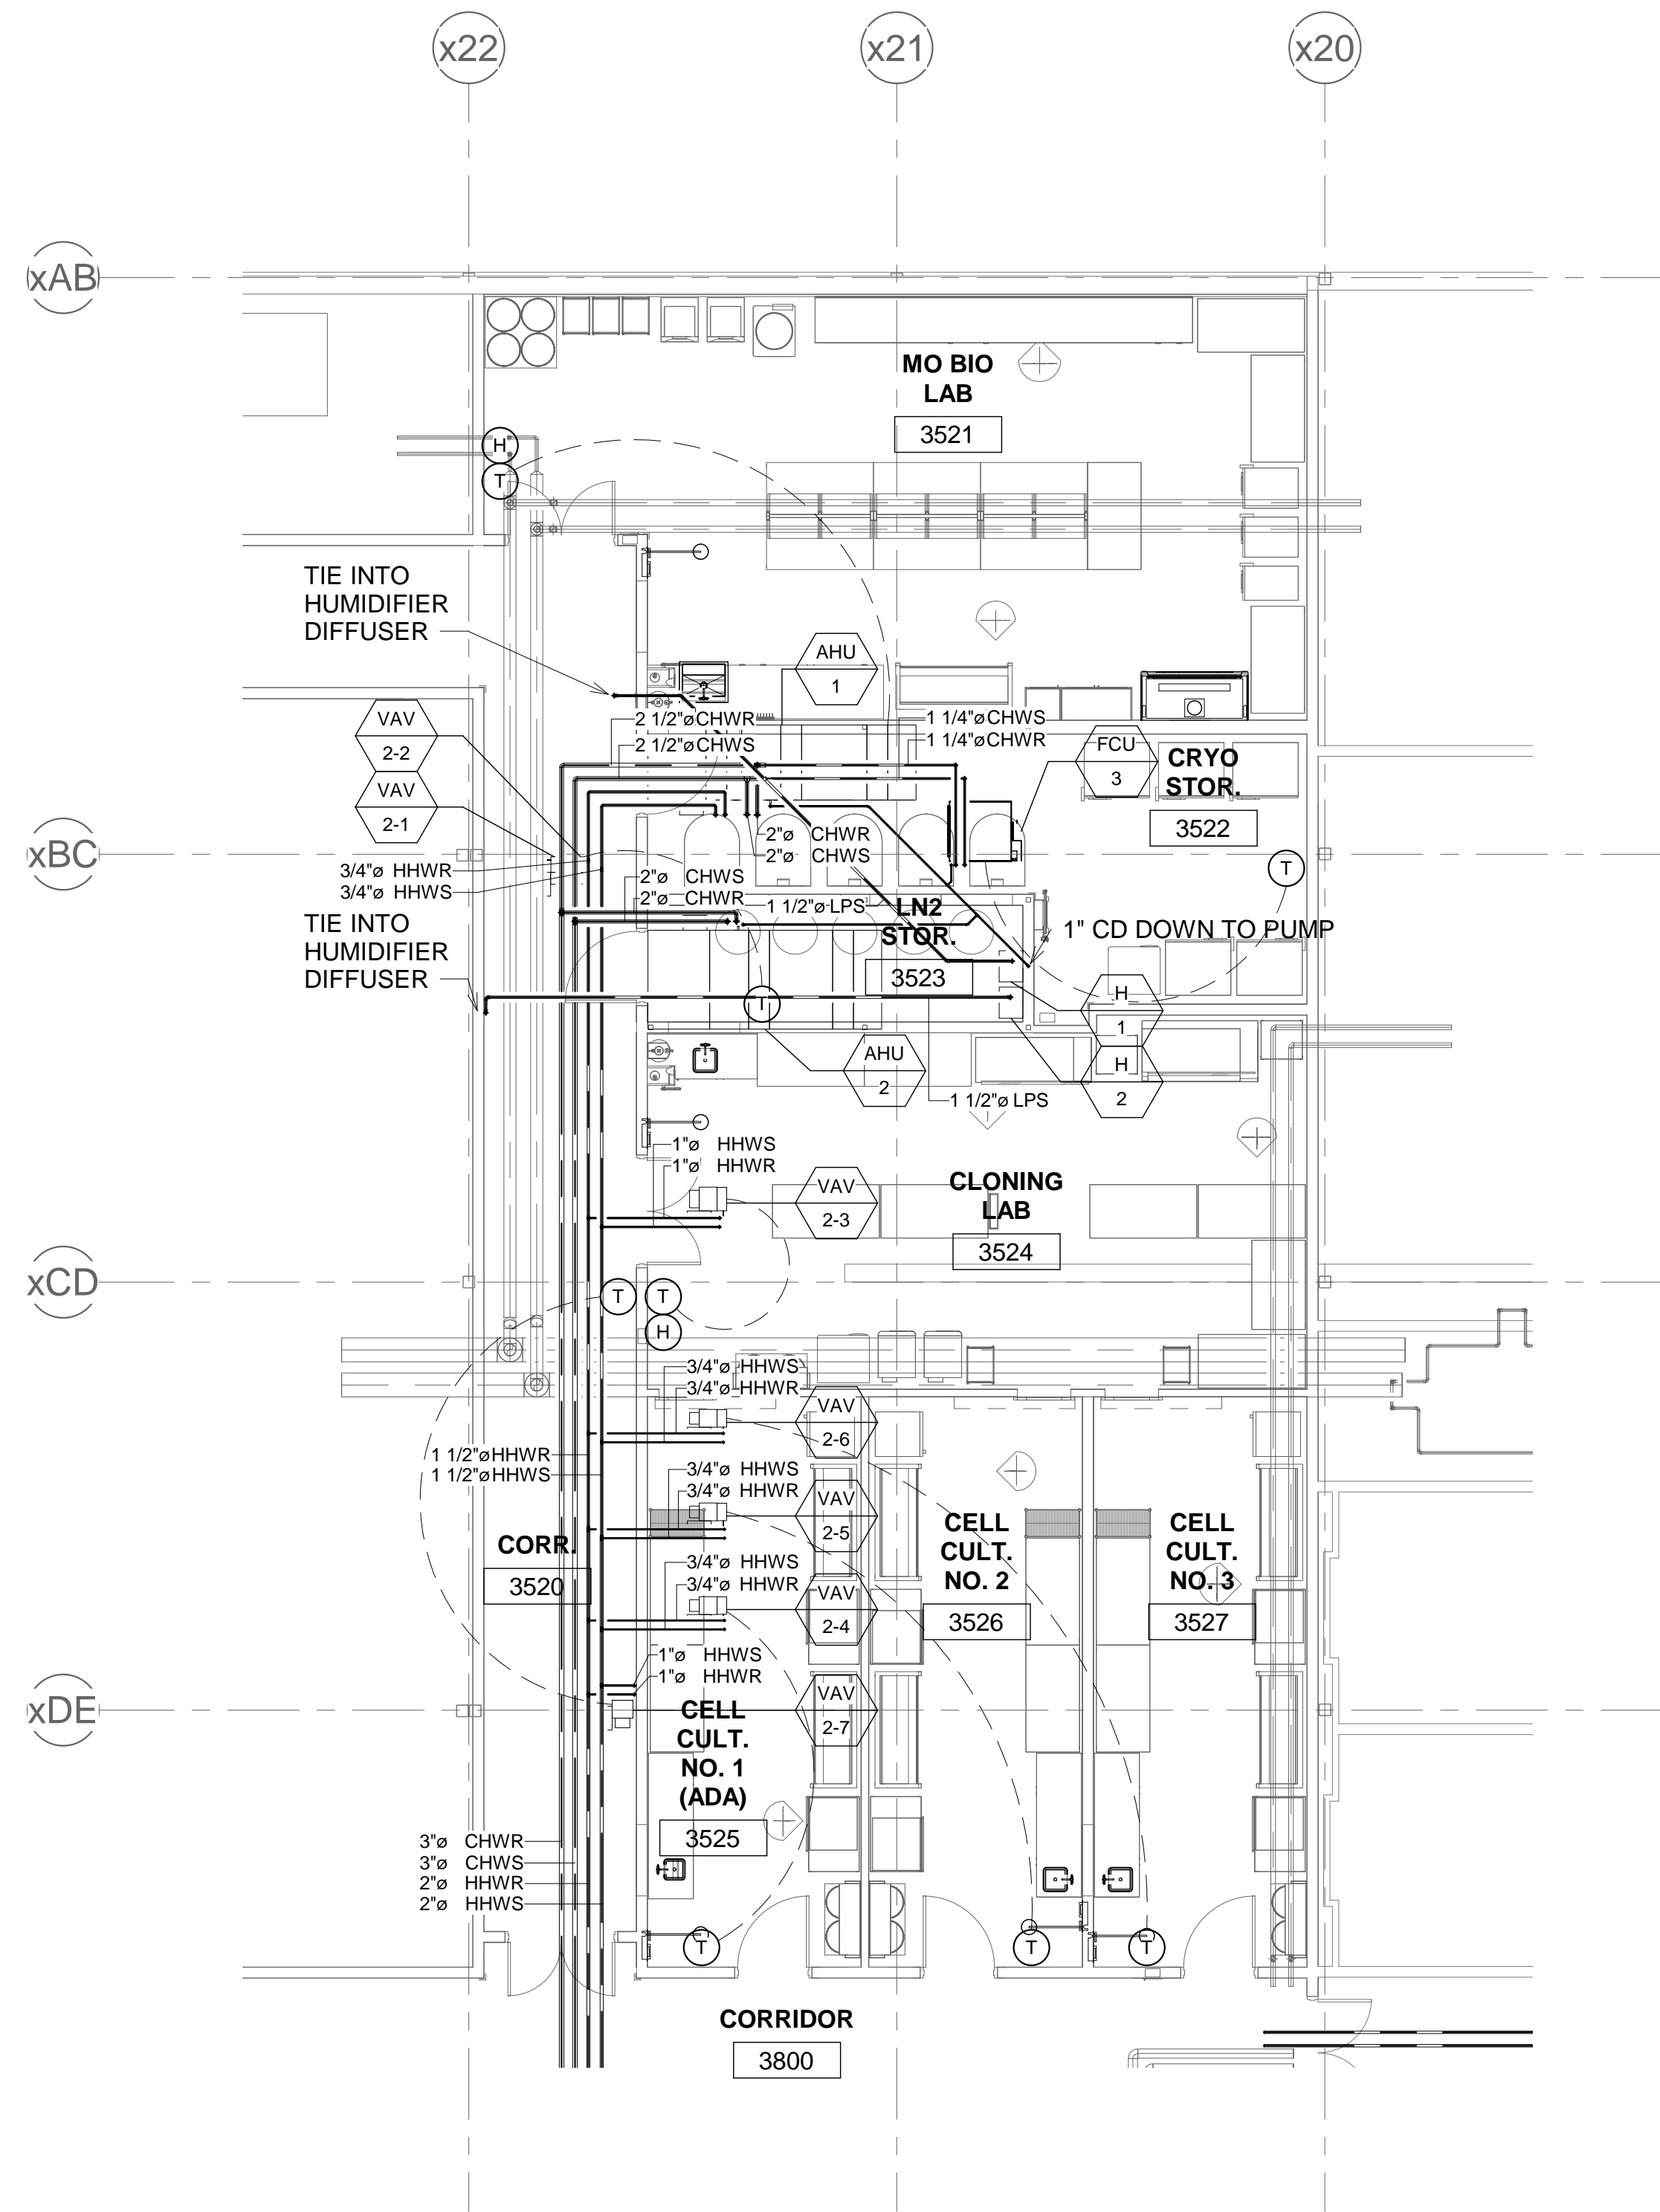 x22
x21
x20
xAB
MO BIO
LAB
3521
H
T
TIE INTO
HUMIDIFIER
DIFFUSER
AHU
1
VAV
2-2
VAV
2-1
2 1/2"ø CHWR
2 1/2"ø CHWS
1 1/4"ø CHWS
1 1/4"ø CHWR
FCU
3
CRYO
STOR.
3522
xBC
3/4"ø HHWR
3/4"ø HHWS
2"ø CHWR
2"ø CHWS
2"ø CHWS
2"ø CHWR
1 1/2"ø LPS
T
LN2
STOR.
3523
1" CD DOWN TO PUMP
TIE INTO
HUMIDIFIER
DIFFUSER
T
H
1
H
2
AHU
2
1 1/2"ø LPS
1"ø HHWS
1"ø HHWR
VAV
2-3
CLONING
LAB
3524
xCD
T
T
H
3/4"ø HHWS
3/4"ø HHWR
VAV
2-6
1 1/2"ø HHWR
1 1/2"ø HHWS
3/4"ø HHWS
3/4"ø HHWR
VAV
2-5
CORR.
3520
3/4"ø HHWS
3/4"ø HHWR
VAV
2-4
CELL
CULT.
NO. 2
3526
CELL
CULT.
NO. 3
3527
1"ø HHWS
1"ø HHWR
VAV
2-7
xDE
CELL
CULT.
NO. 1
(ADA)
3525
3"ø CHWR
3"ø CHWS
2"ø HHWR
2"ø HHWS
T
T
T
CORRIDOR
3800